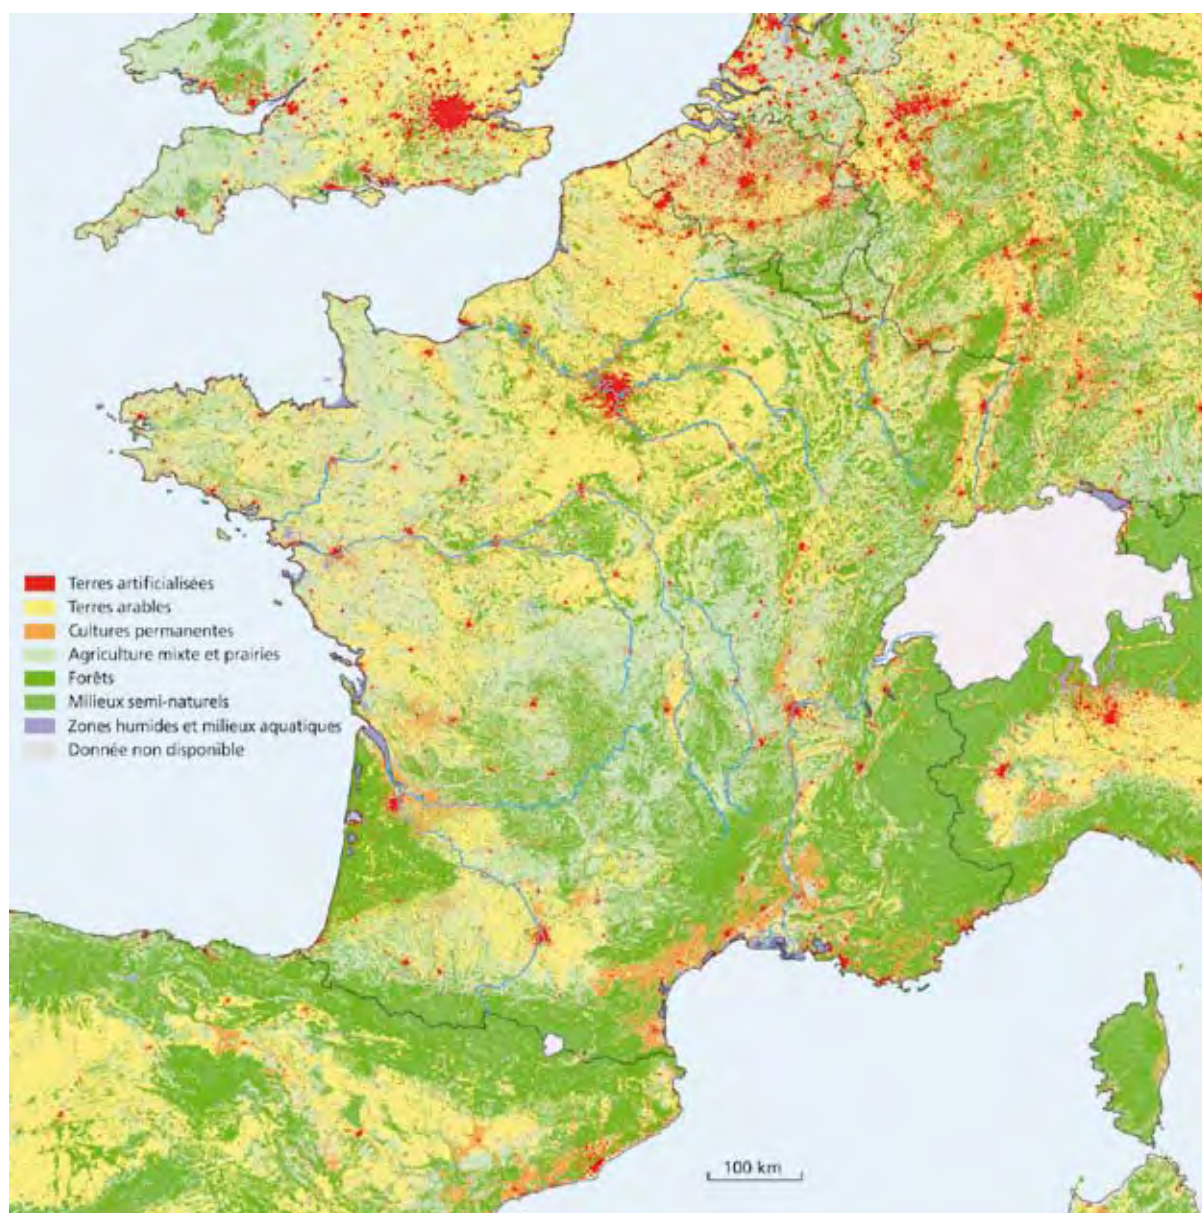 Terres artificialisées
Terres arables
Cultures permanentes
Agriculture mixte et prairies
Forêts
Milieux semi-naturels
Zones humides et milieux aquatiques
Donnée non disponible
100 km